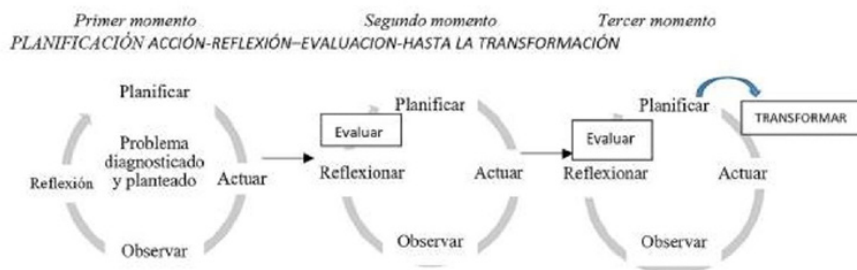 Primer momento Segundo momento Tercer momento
PLANIFICACIÓN ACCIÓN-REFLEXIÓN–EVALUACION-HASTA LA TRANSFORMACIÓN
Planificar
Problema
diagnosticado
y planteado
Reflexión
Actuar
Observar
Planificar
Evaluar
Reflexionar
Actuar
Observar
Planificar
TRANSFORMAR
Evaluar
Reflexionar
Actuar
Observar